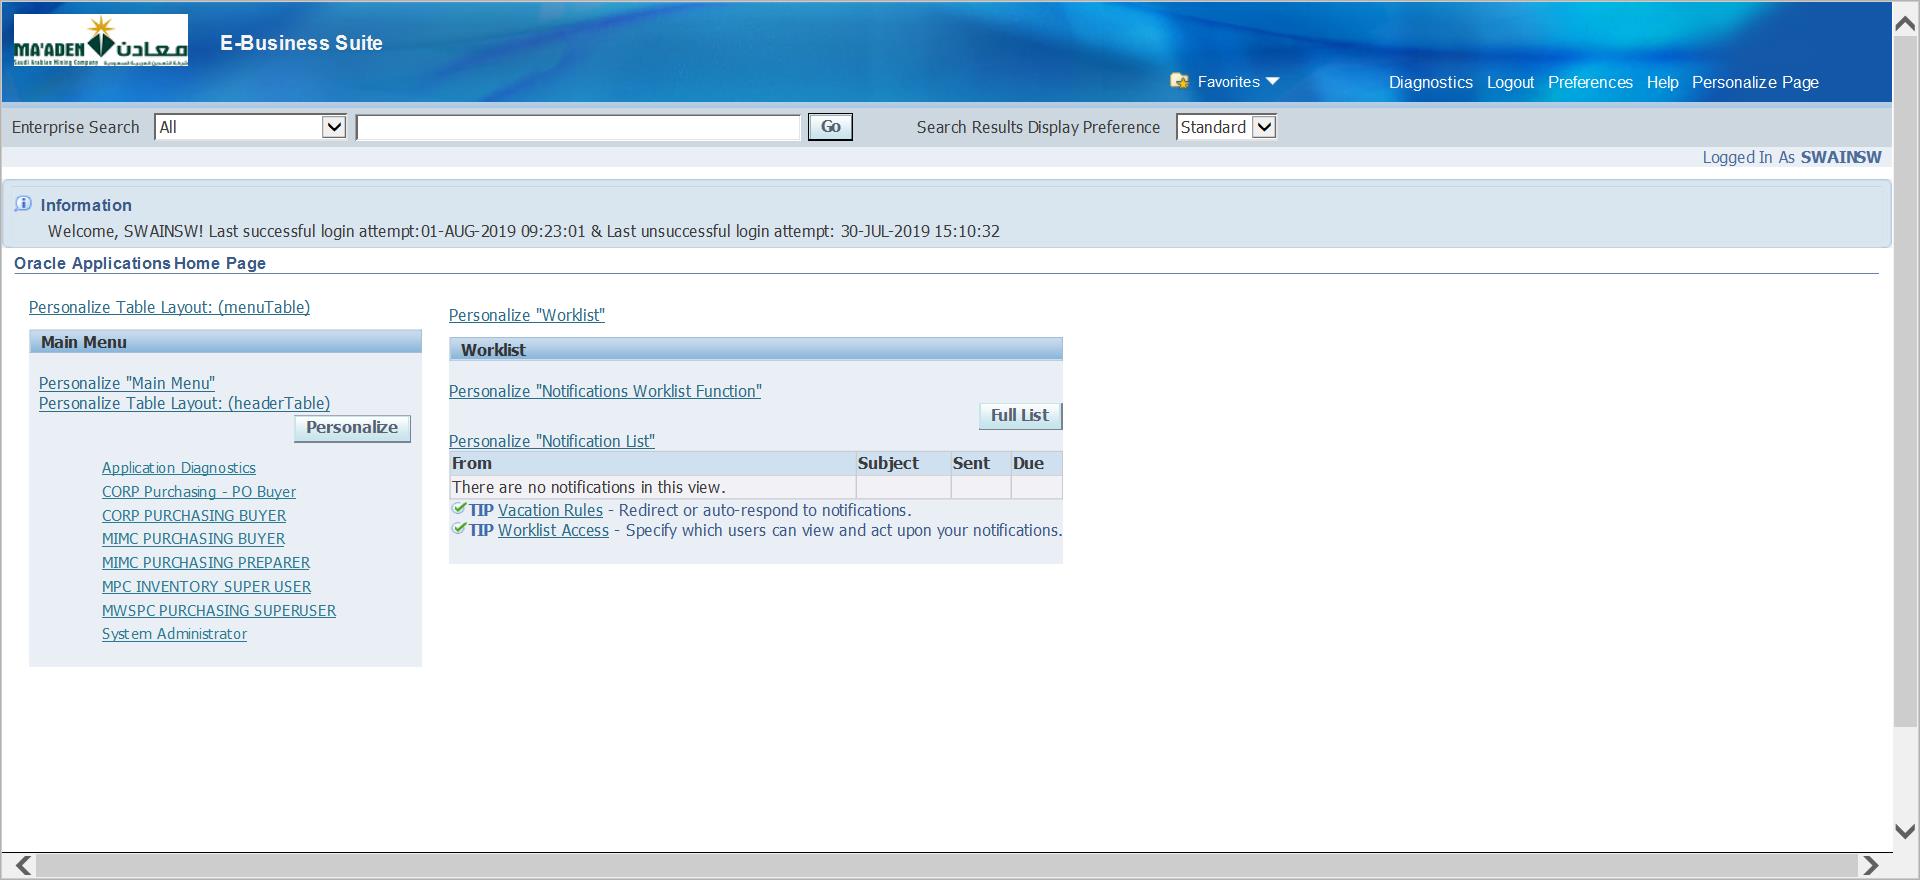 MA'ADEN معادن
Saudi Arabian Mining Company شركة التعدين العربية السعودية
E-Business Suite
Favorites
Diagnostics Logout Preferences Help Personalize Page
Enterprise Search All Go Search Results Display Preference Standard
Logged In As SWAINSW
Information
Welcome, SWAINSW! Last successful login attempt:01-AUG-2019 09:23:01 & Last unsuccessful login attempt: 30-JUL-2019 15:10:32
Oracle Applications Home Page
Personalize Table Layout: (menuTable)
Main Menu
Personalize "Main Menu"
Personalize Table Layout: (headerTable)
Personalize
Application Diagnostics
CORP Purchasing - PO Buyer
CORP PURCHASING BUYER
MIMC PURCHASING BUYER
MIMC PURCHASING PREPARER
MPC INVENTORY SUPER USER
MWSPC PURCHASING SUPERUSER
System Administrator
Personalize "Worklist"
Worklist
Personalize "Notifications Worklist Function"
Full List
Personalize "Notification List"
From Subject Sent Due
There are no notifications in this view.
TIP Vacation Rules - Redirect or auto-respond to notifications.
TIP Worklist Access - Specify which users can view and act upon your notifications.